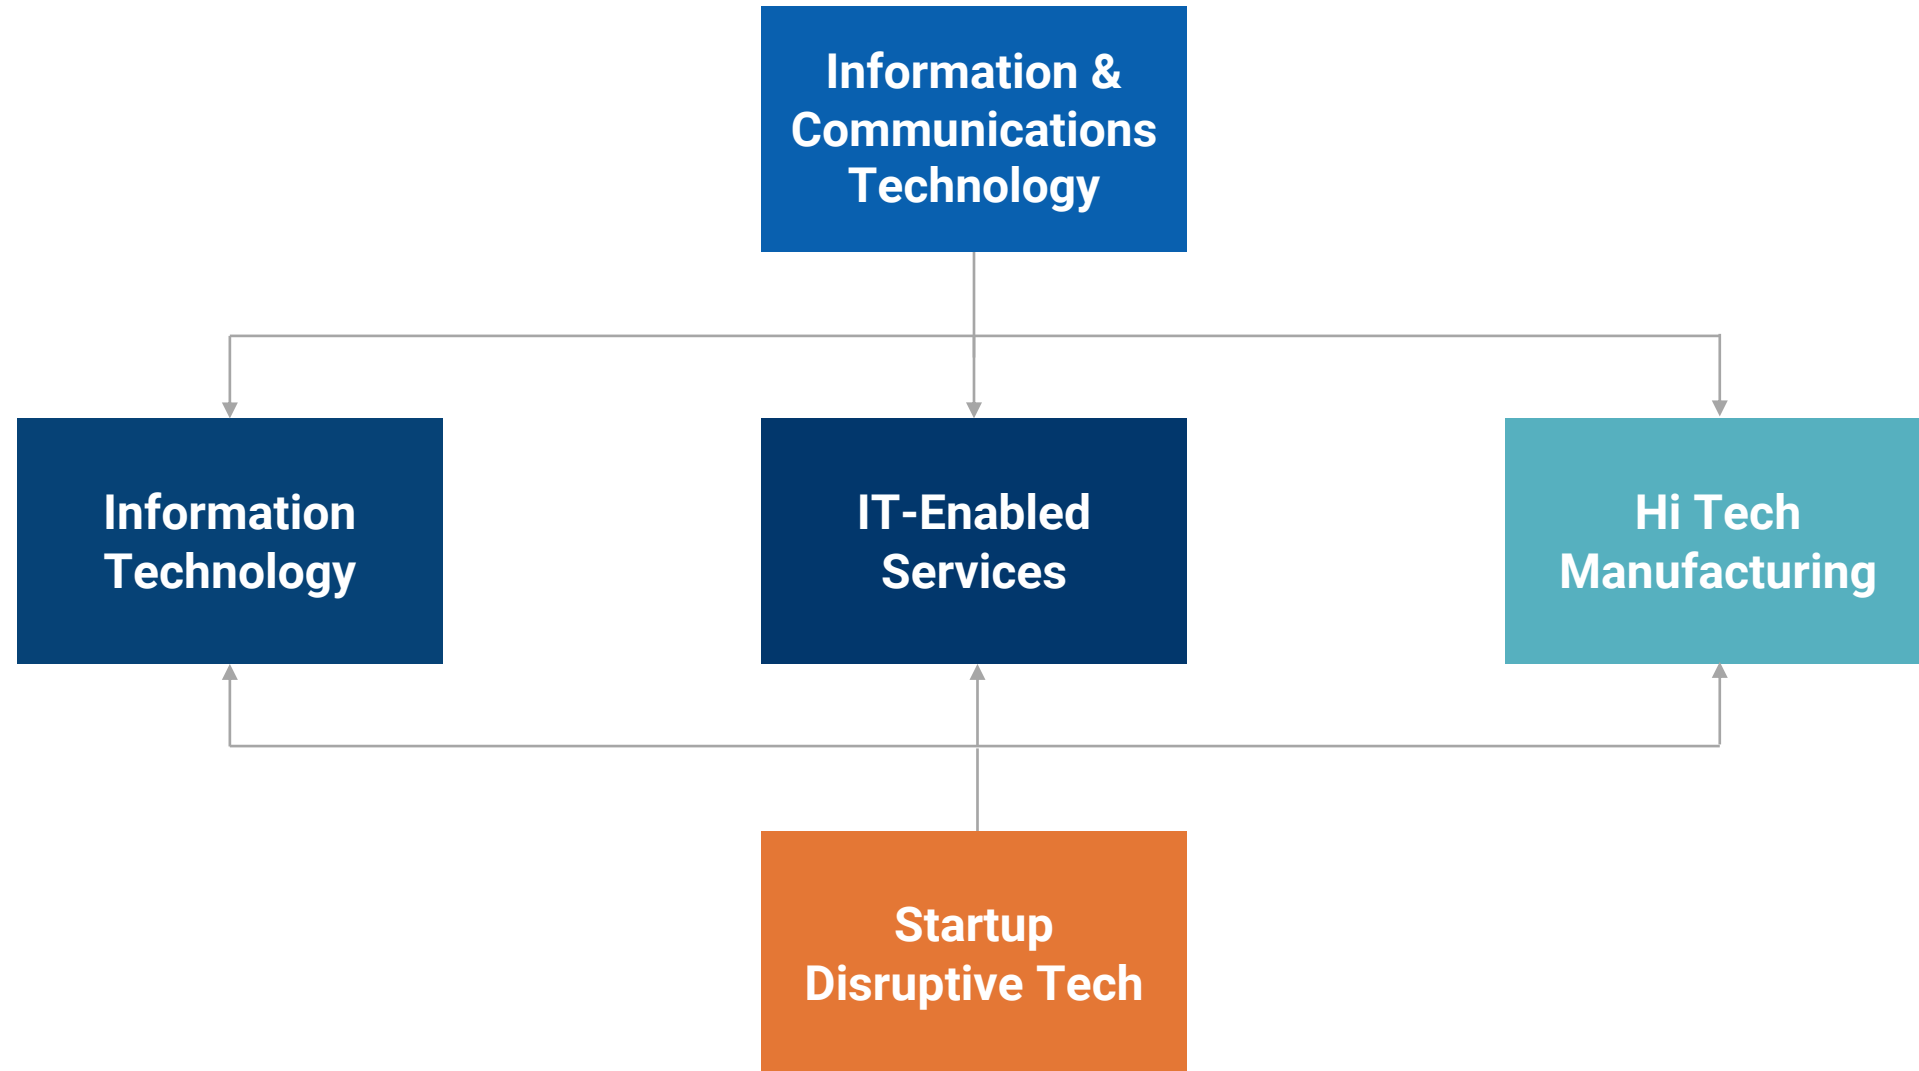 Information &
Communications
Technology
Information
Technology
IT-Enabled
Services
Hi Tech
Manufacturing
Startup
Disruptive Tech